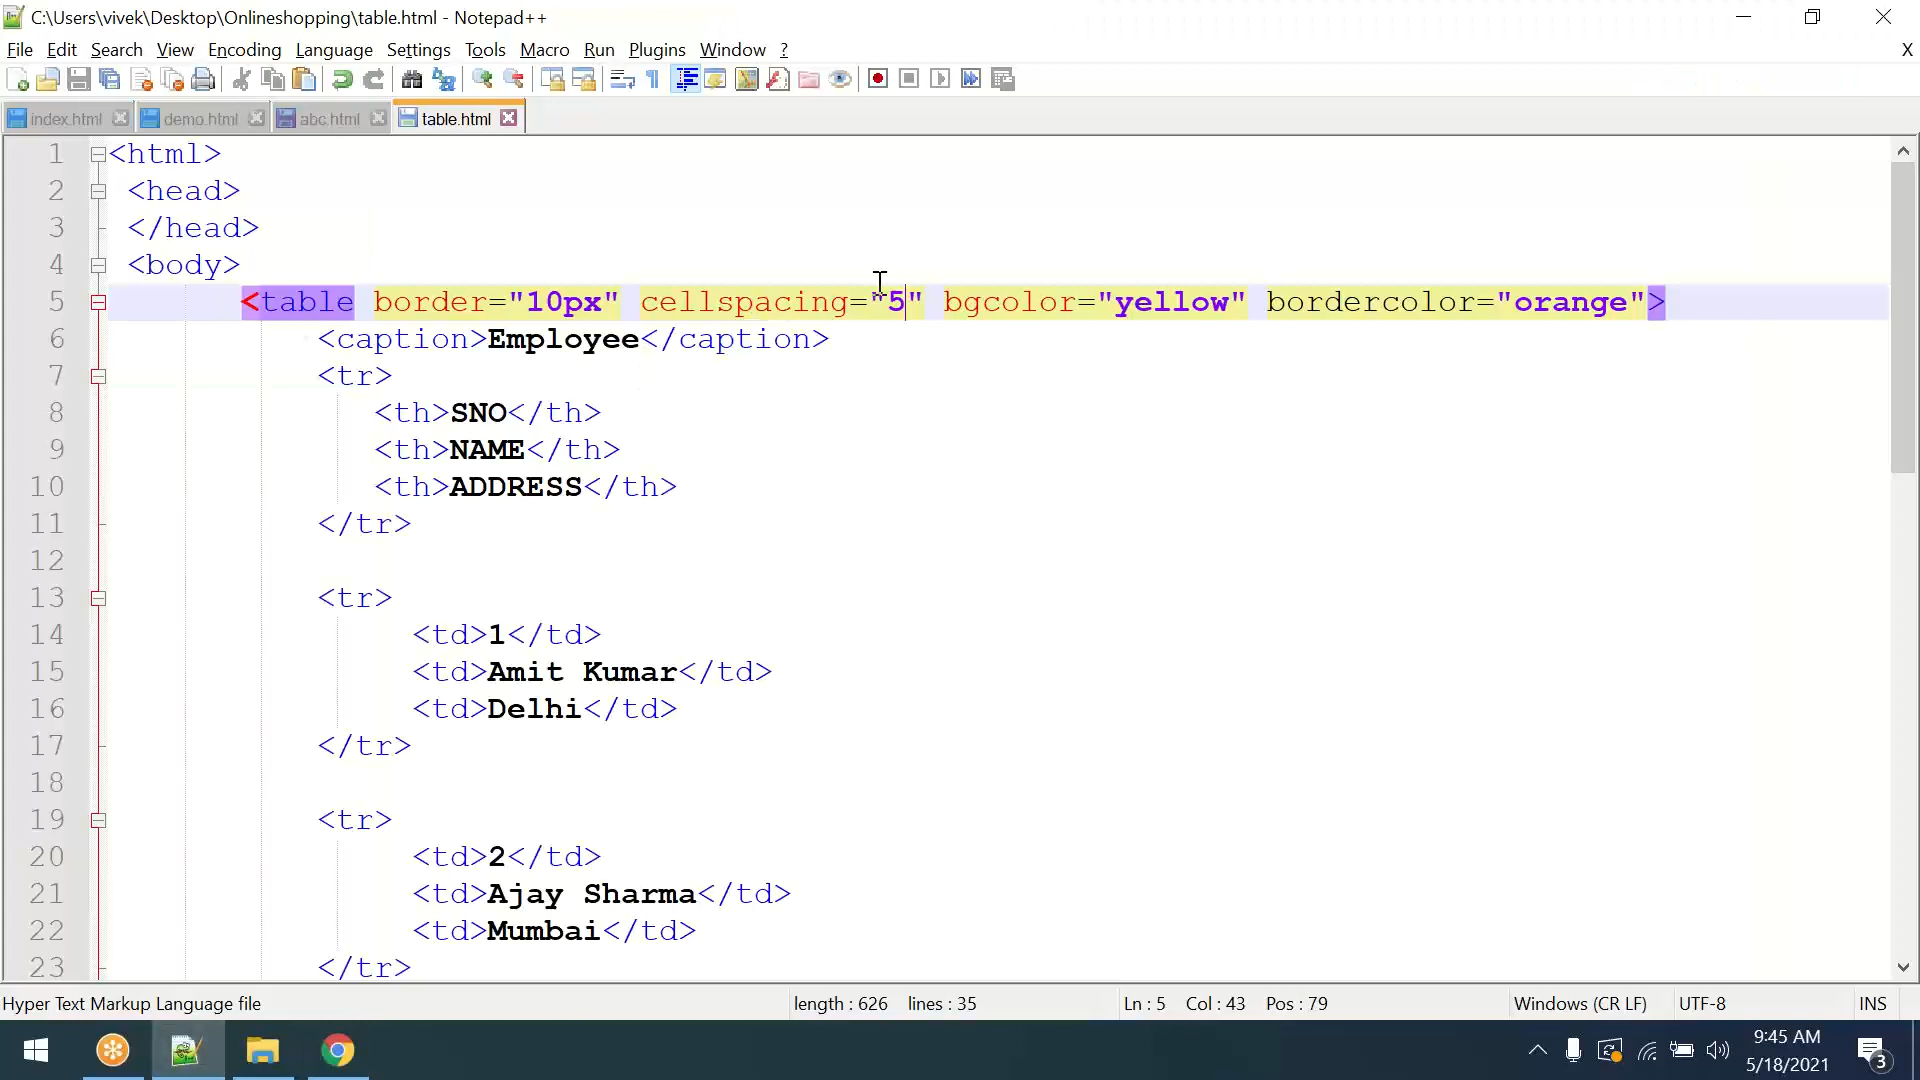 C:\Users\vivek\Desktop\Onlineshopping\table.html - Notepad++
File Edit Search View Encoding Language Settings Tools Macro Run Plugins Window ? X
index.html demo.html abc.html table.html
1 <html>
2 <head>
3 </head>
4 <body>
5 <table border="10px" cellspacing="5" bgcolor="yellow" bordercolor="orange">
6 <caption>Employee</caption>
7 <tr>
8 <th>SNO</th>
9 <th>NAME</th>
10 <th>ADDRESS</th>
11 </tr>
12
13 <tr>
14 <td>1</td>
15 <td>Amit Kumar</td>
16 <td>Delhi</td>
17 </tr>
18
19 <tr>
20 <td>2</td>
21 <td>Ajay Sharma</td>
22 <td>Mumbai</td>
23 </tr>
Hyper Text Markup Language file length : 626 lines : 35 Ln : 5 Col : 43 Pos : 79 Windows (CR LF) UTF-8 INS
9:45 AM
5/18/2021
3